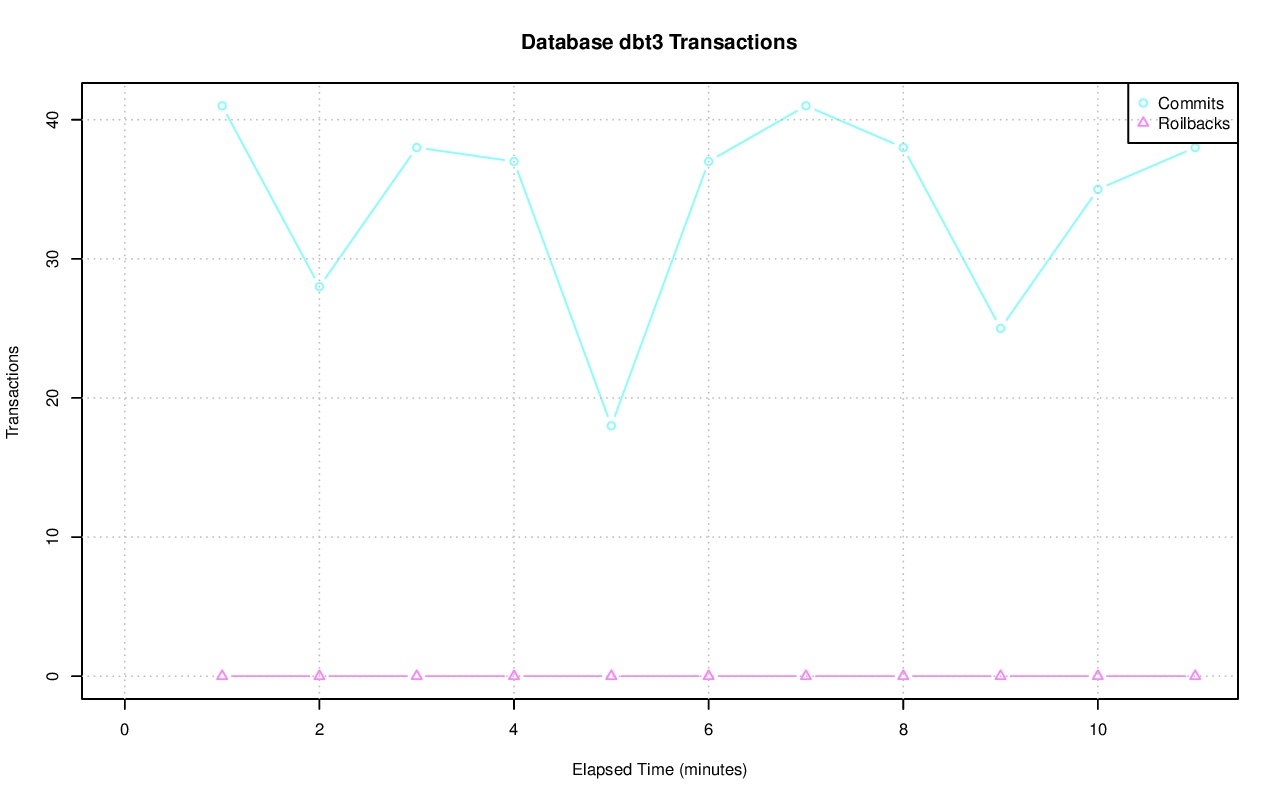 Database dbt3 Transactions
Commits
Rollbacks
Transactions
40
30
20
10
0
0 2 4 6 8 10
Elapsed Time (minutes)